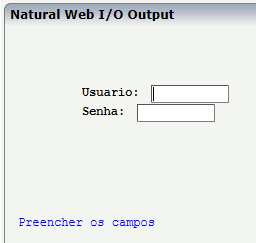 Natural Web I/O Output
Usuario:
Senha:
Preencher os campos